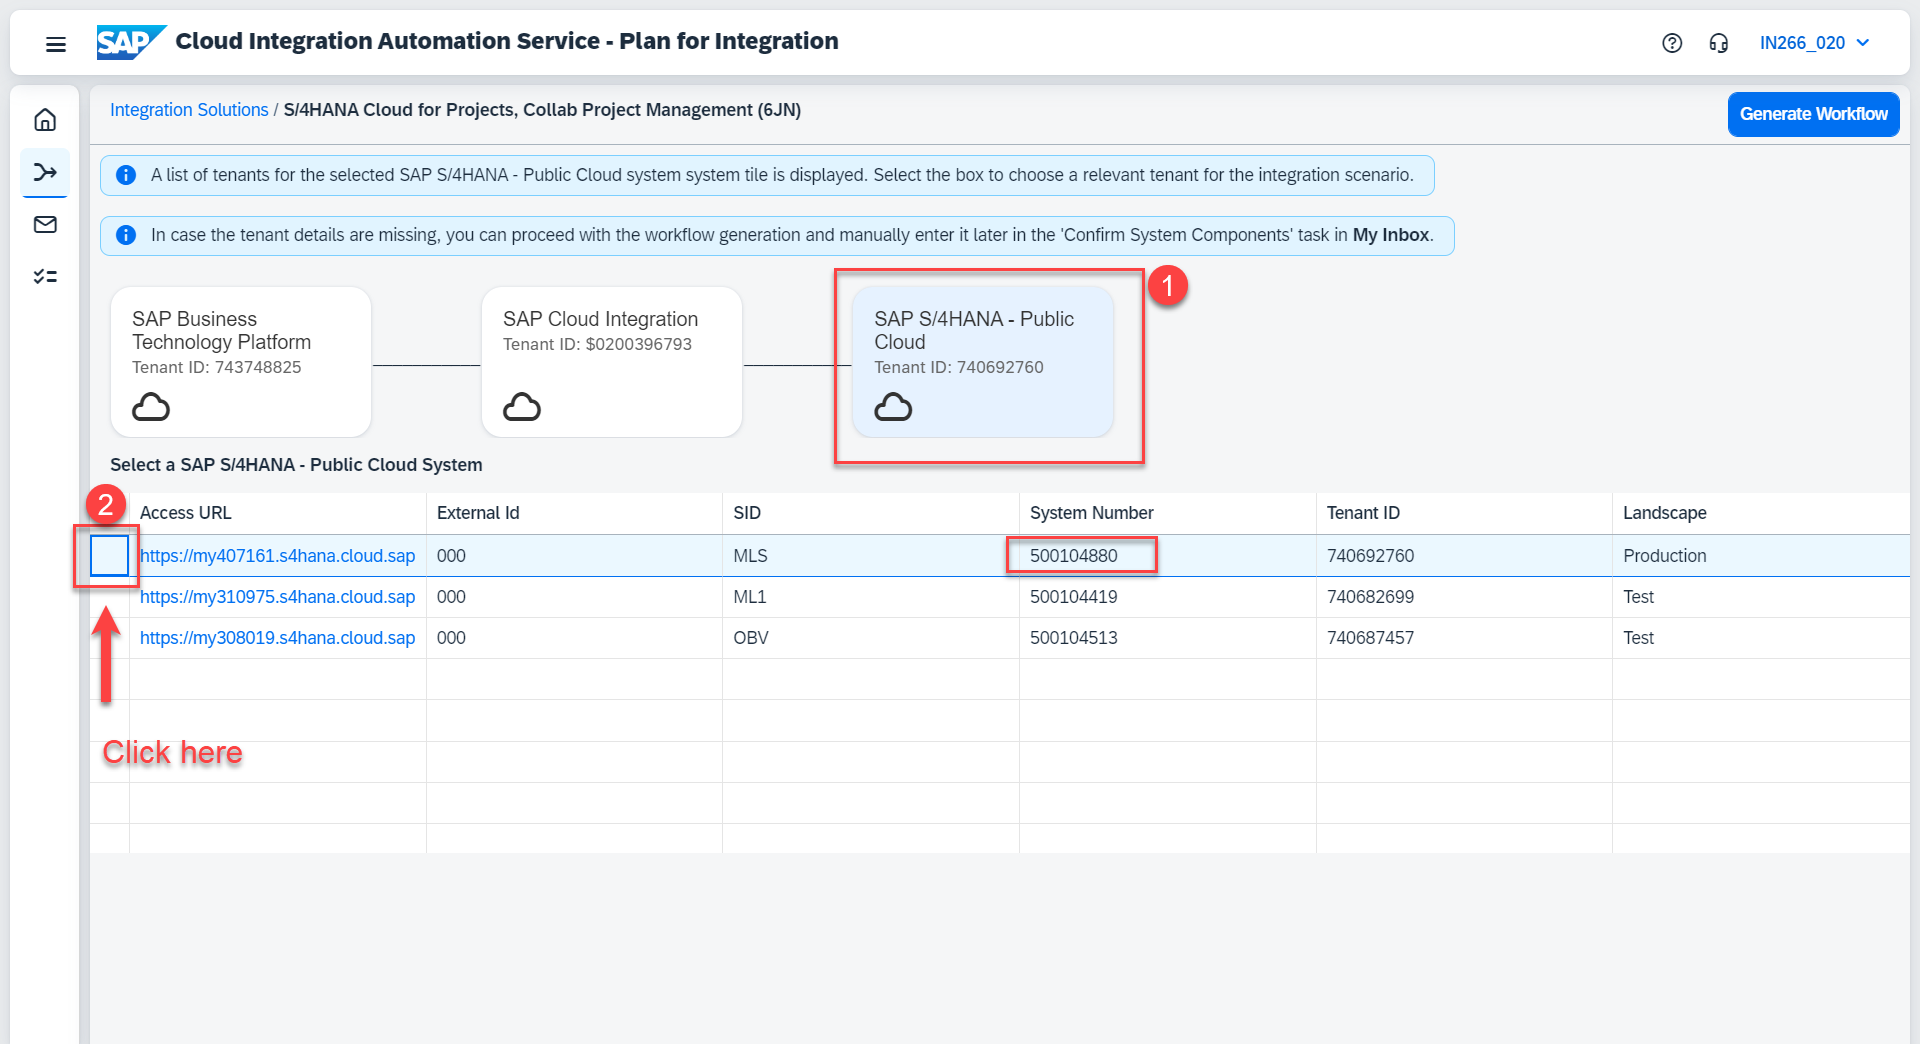 SAP Cloud Integration Automation Service - Plan for Integration
IN266_020
Integration Solutions / S/4HANA Cloud for Projects, Collab Project Management (6JN)
Generate Workflow
A list of tenants for the selected SAP S/4HANA - Public Cloud system system tile is displayed. Select the box to choose a relevant tenant for the integration scenario.
In case the tenant details are missing, you can proceed with the workflow generation and manually enter it later in the 'Confirm System Components' task in My Inbox.
SAP Business
Technology Platform
Tenant ID: 743748825
SAP Cloud Integration
Tenant ID: $0200396793
SAP S/4HANA - Public
Cloud
Tenant ID: 740692760
1
Select a SAP S/4HANA - Public Cloud System
2
Access URL External Id SID System Number Tenant ID Landscape
https://my407161.s4hana.cloud.sap 000 MLS 500104880 740692760 Production
https://my310975.s4hana.cloud.sap 000 ML1 500104419 740682699 Test
https://my308019.s4hana.cloud.sap 000 OBV 500104513 740687457 Test
Click here